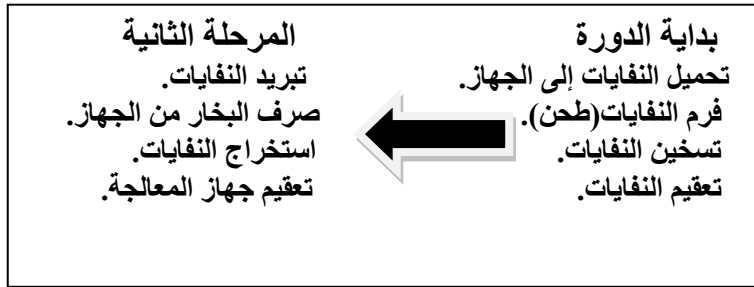 بداية الدورة
تحميل النفايات إلى الجهاز.
فرم النفايات(طحن).
تسخين النفايات.
تعقيم النفايات.
المرحلة الثانية
تبريد النفايات.
صرف البخار من الجهاز.
استخراج النفايات.
تعقيم جهاز المعالجة.